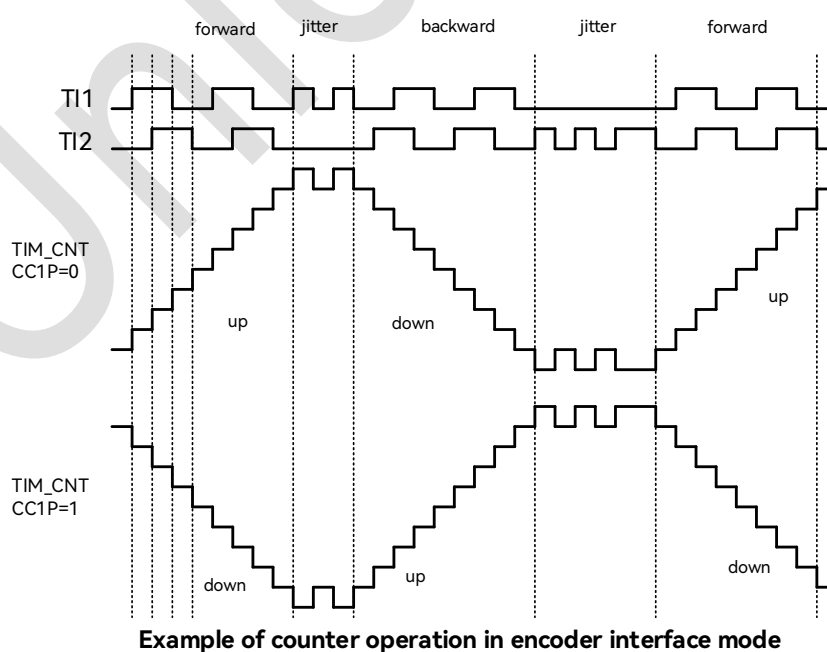 forward jitter backward jitter forward
TI1
TI2
TIM_CNT
CC1P=0
up
down
up
TIM_CNT
CC1P=1
down
up
down
Example of counter operation in encoder interface mode